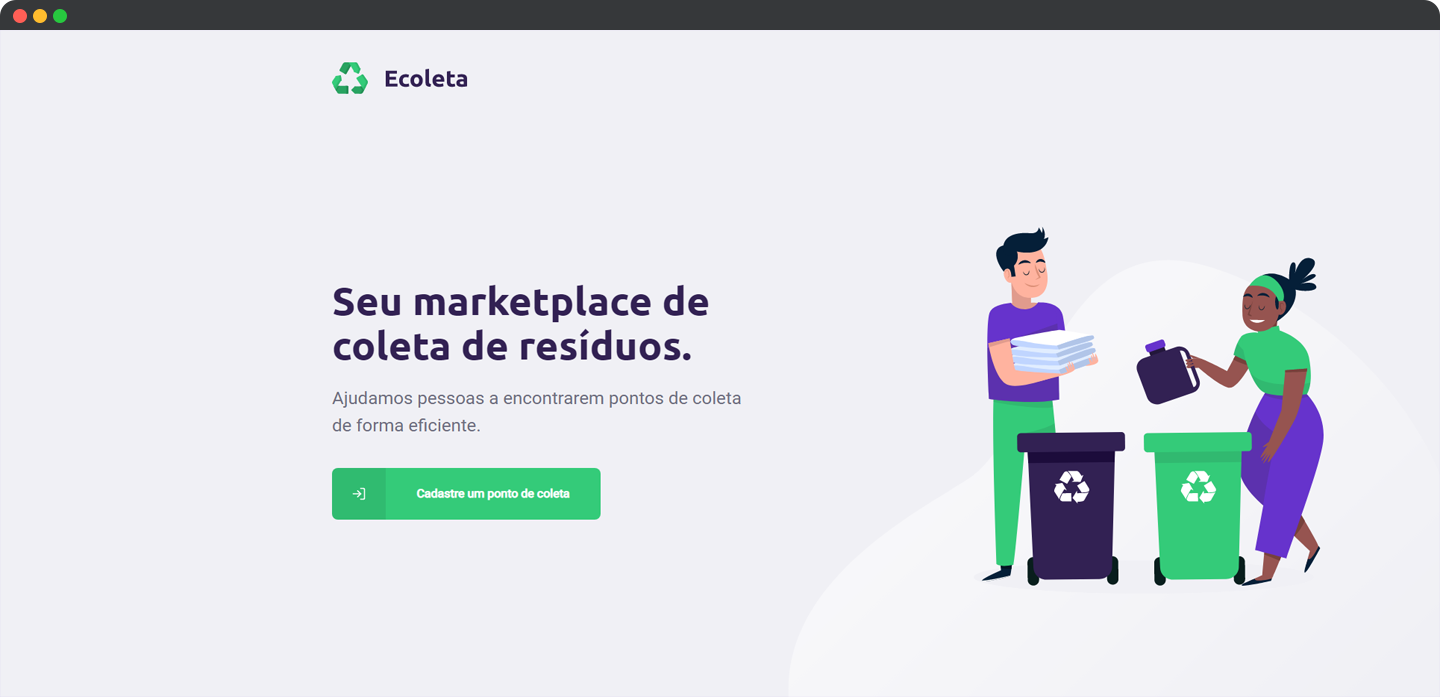 Ecoleta
Seu marketplace de
coleta de resíduos.
Ajudamos pessoas a encontrarem pontos de coleta
de forma eficiente.
Cadastre um ponto de coleta